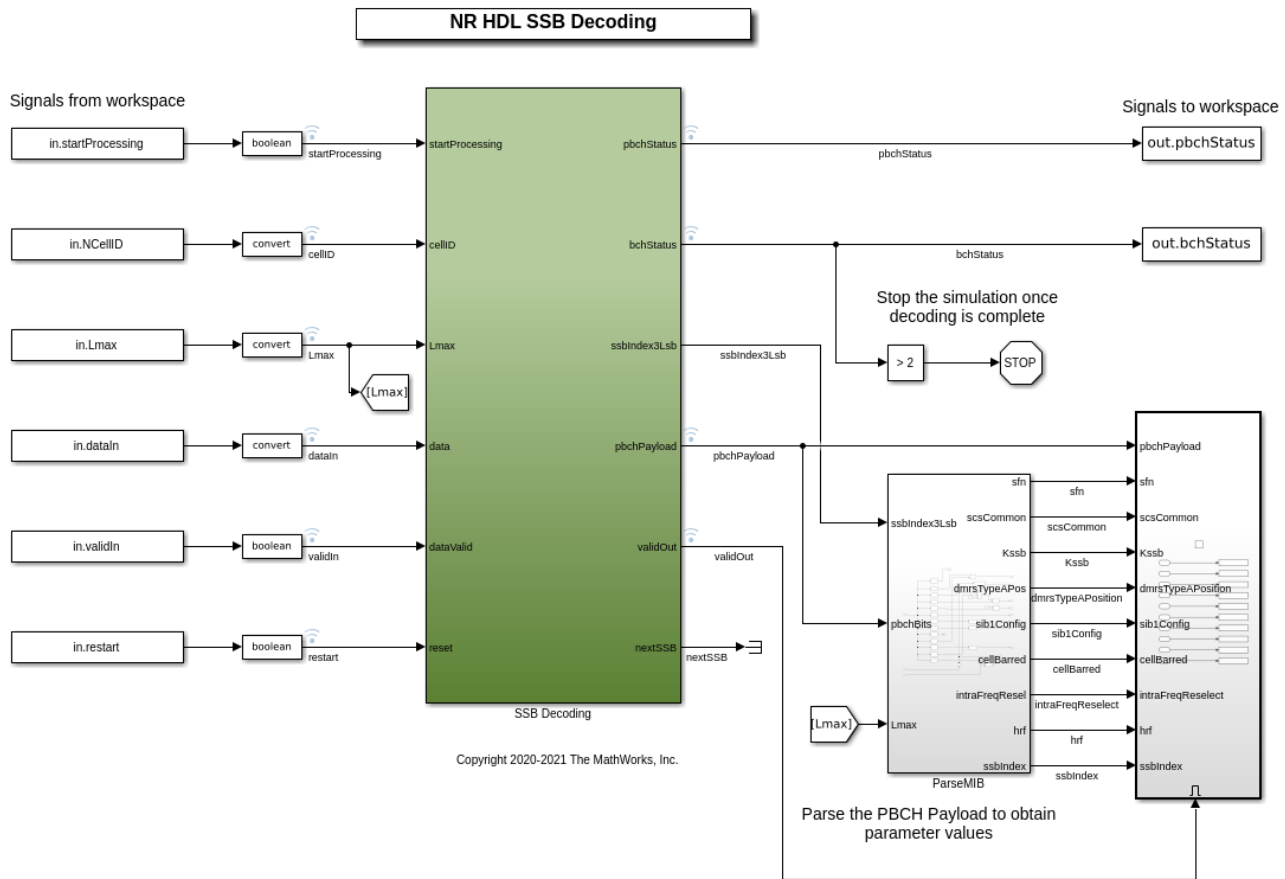 NR HDL SSB Decoding
Signals from workspace
Signals to workspace
in.startProcessing
boolean
startProcessing
startProcessing
pbchStatus
pbchStatus
out.pbchStatus
in.NCellID
convert
cellID
cellID
bchStatus
bchStatus
out.bchStatus
Stop the simulation once
decoding is complete
in.Lmax
convert
Lmax
[Lmax]
Lmax
ssbIndex3Lsb
ssbIndex3Lsb
> 2
STOP
in.dataIn
convert
dataIn
data
pbchPayload
pbchPayload
in.validIn
boolean
validIn
dataValid
validOut
validOut
in.restart
boolean
restart
reset
nextSSB
nextSSB
SSB Decoding
Copyright 2020-2021 The MathWorks, Inc.
ssbIndex3Lsb
pbchBits
[Lmax]
Lmax
sfn
scsCommon
Kssb
dmrsTypeAPos
sib1Config
cellBarred
intraFreqResel
hrf
ssbIndex
ParseMIB
sfn
scsCommon
Kssb
dmrsTypeAPosition
sib1Config
cellBarred
intraFreqReselect
hrf
ssbIndex
pbchPayload
sfn
scsCommon
Kssb
dmrsTypeAPosition
sib1Config
cellBarred
intraFreqReselect
hrf
ssbIndex
Parse the PBCH Payload to obtain
parameter values